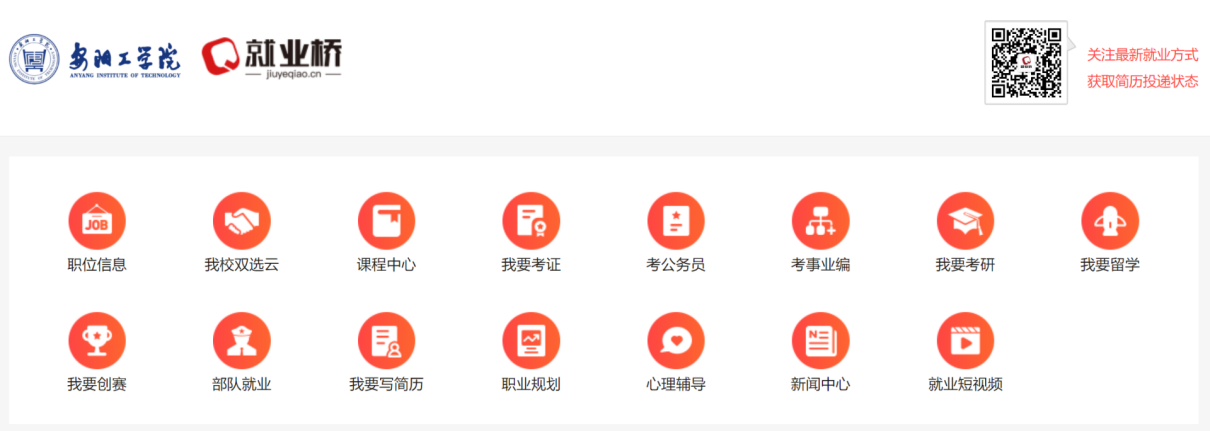 安阳工学院
ANYANG INSTITUTE OF TECHNOLOGY
就业桥
jiuyeqiao.cn
关注最新就业方式
获取简历投递状态
JOB
职位信息
我校双选云
课程中心
我要考证
考公务员
考事业编
我要考研
我要留学
我要创赛
部队就业
我要写简历
职业规划
心理辅导
新闻中心
就业短视频